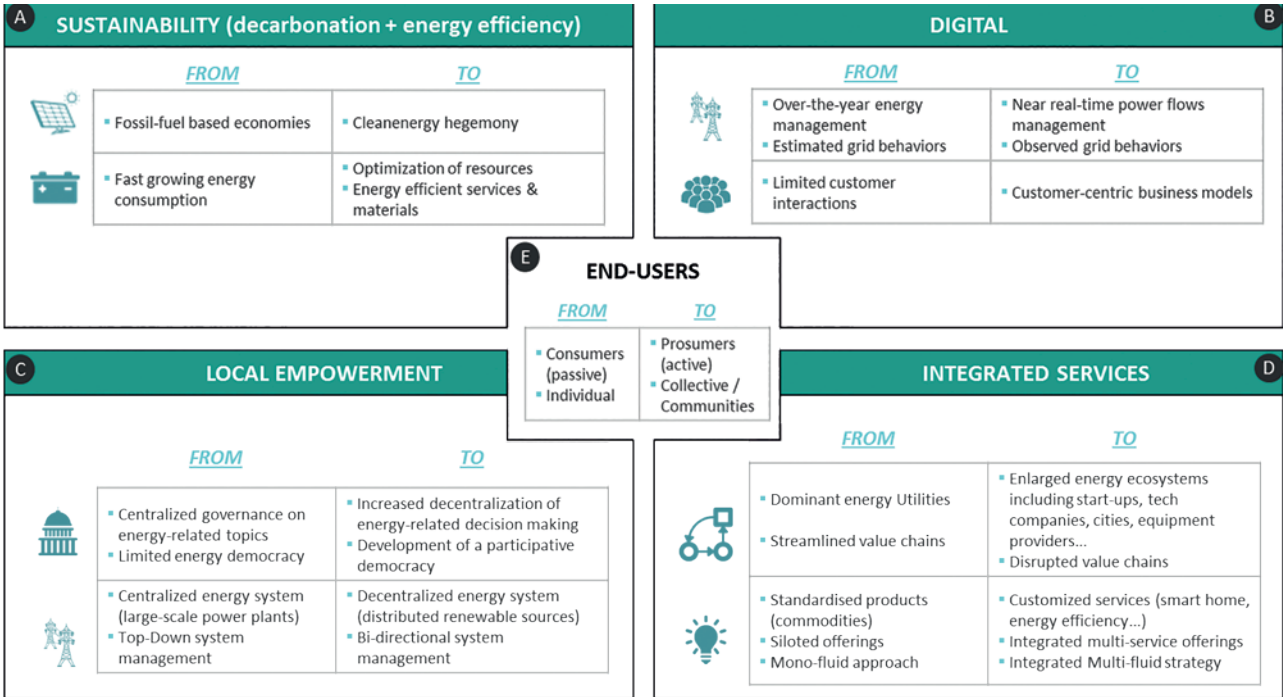 A
SUSTAINABILITY (decarbonation + energy efficiency)
FROM
TO
▪ Fossil-fuel based economies
▪ Cleanenergy hegemony
▪ Fast growing energy
consumption
▪ Optimization of resources
▪ Energy efficient services &
materials
B
DIGITAL
FROM
TO
▪ Over-the-year energy
management
▪ Estimated grid behaviors
▪ Near real-time power flows
management
▪ Observed grid behaviors
▪ Limited customer
interactions
▪ Customer-centric business models
E
END-USERS
FROM
TO
▪ Consumers
(passive)
▪ Individual
▪ Prosumers
(active)
▪ Collective /
Communities
C
LOCAL EMPOWERMENT
FROM
TO
▪ Centralized governance on
energy-related topics
▪ Limited energy democracy
▪ Increased decentralization of
energy-related decision making
▪ Development of a participative
democracy
▪ Centralized energy system
(large-scale power plants)
▪ Top-Down system
management
▪ Decentralized energy system
(distributed renewable sources)
▪ Bi-directional system
management
D
INTEGRATED SERVICES
FROM
TO
▪ Dominant energy Utilities
▪ Streamlined value chains
▪ Enlarged energy ecosystems
including start-ups, tech
companies, cities, equipment
providers...
▪ Disrupted value chains
▪ Standardised products
(commodities)
▪ Siloted offerings
▪ Mono-fluid approach
▪ Customized services (smart home,
energy efficiency...)
▪ Integrated multi-service offerings
▪ Integrated Multi-fluid strategy